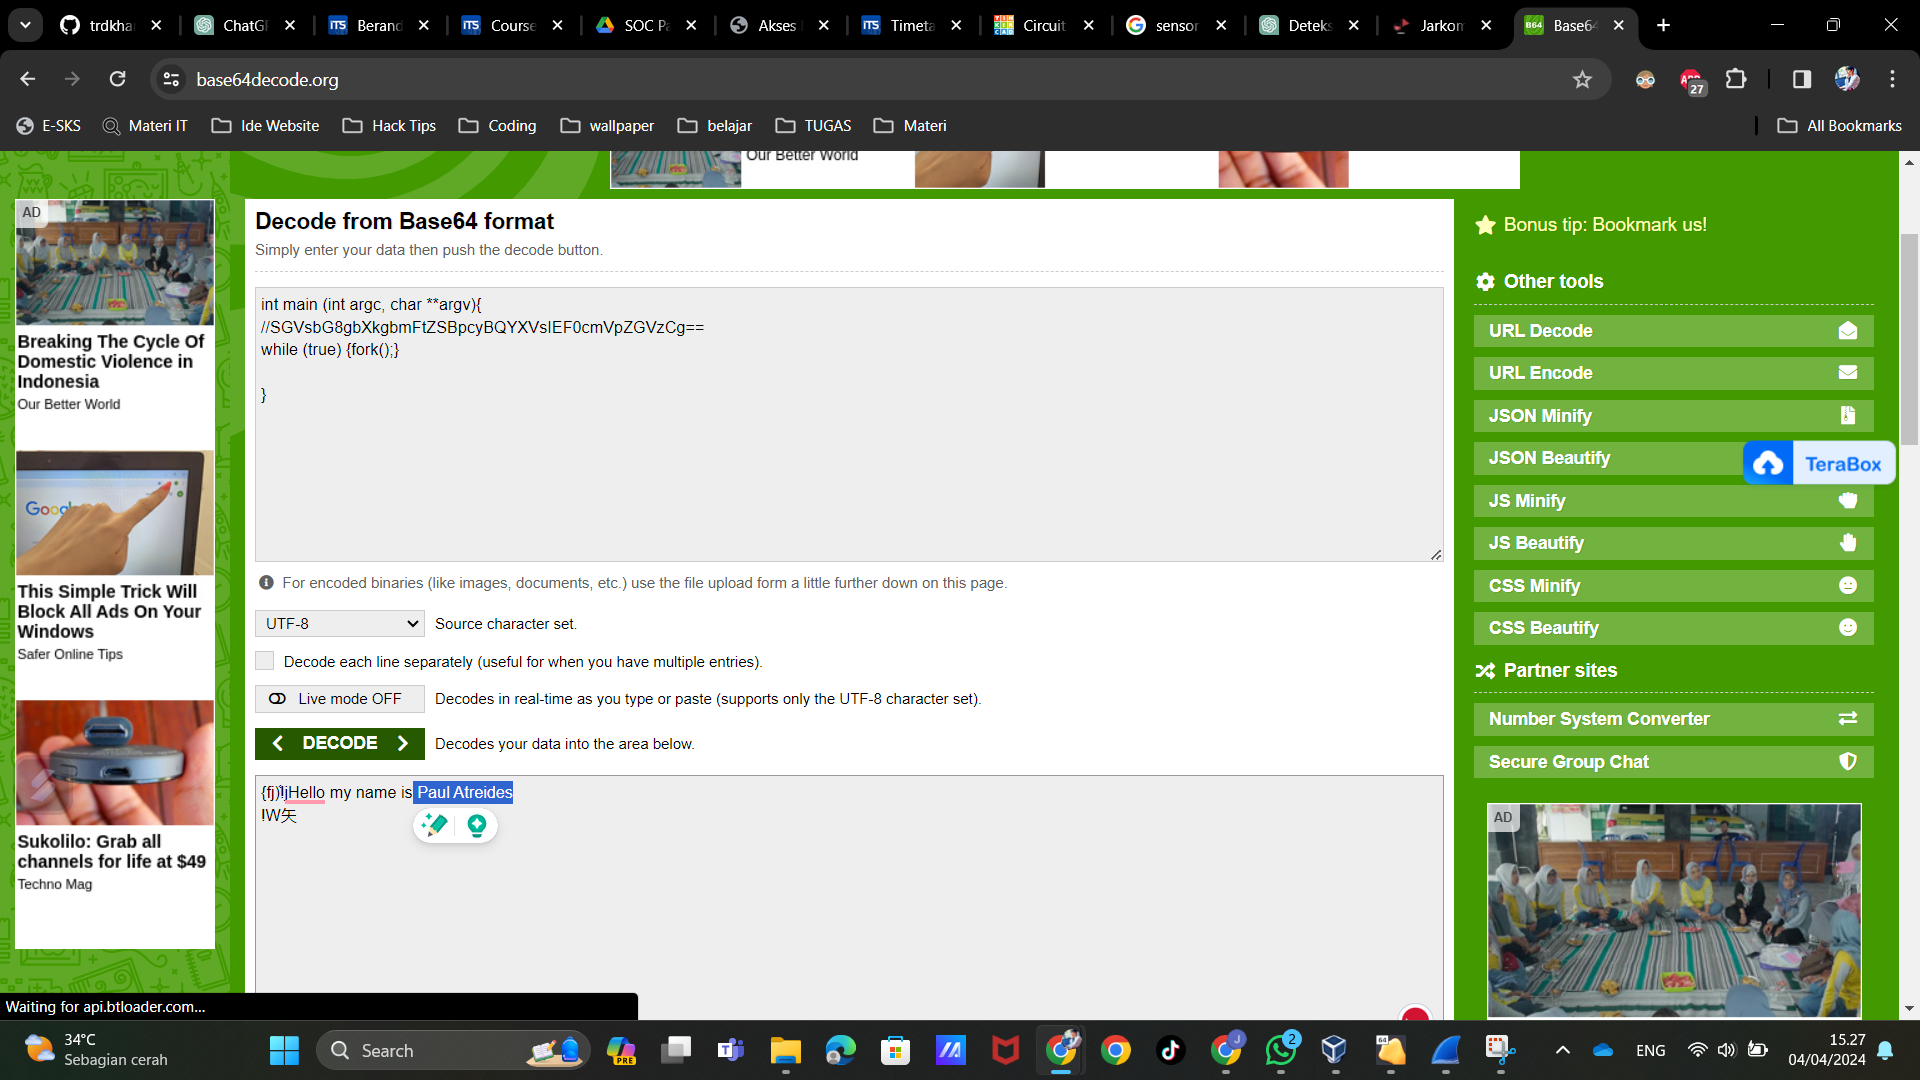 trdkha
ChatGP
Berand
Course
SOC Pa
Akses
Timeta
Circuit
sensor
Deteks
Jarkom
Base64
base64decode.org
27
E-SKS
Materi IT
Ide Website
Hack Tips
Coding
wallpaper
belajar
TUGAS
Materi
All Bookmarks
Our Better World
AD
Breaking The Cycle Of
Domestic Violence in
Indonesia
Our Better World
Google
This Simple Trick Will
Block All Ads On Your
Windows
Safer Online Tips
Sukolilo: Grab all
channels for life at $49
Techno Mag
Decode from Base64 format
Simply enter your data then push the decode button.
int main (int argc, char **argv){
//SGVsbG8gbXkgbmFtZSBpcyBQYXVsIEF0cmVpZGVzCg==
while (true) {fork();}
}
For encoded binaries (like images, documents, etc.) use the file upload form a little further down on this page.
UTF-8
Source character set.
Decode each line separately (useful for when you have multiple entries).
Live mode OFF
Decodes in real-time as you type or paste (supports only the UTF-8 character set).
< DECODE >
Decodes your data into the area below.
Hello my name is Paul Atreides
!W矢
Bonus tip: Bookmark us!
Other tools
URL Decode
URL Encode
JSON Minify
JSON Beautify
TeraBox
JS Minify
JS Beautify
CSS Minify
CSS Beautify
Partner sites
Number System Converter
Secure Group Chat
AD
Waiting for api.btloader.com...
34°C
Sebagian cerah
Search
PRE
J
2
64
ENG
15.27
04/04/2024